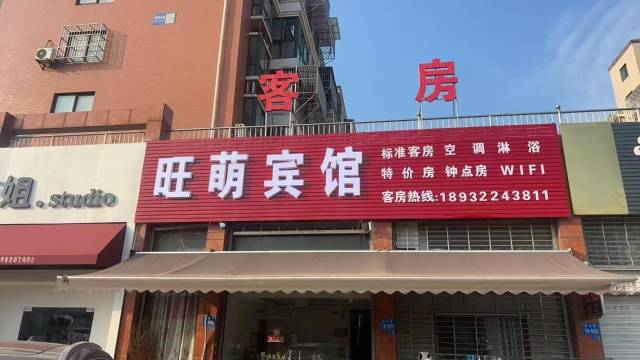 客房
旺萌宾馆
标准客房 空调淋浴
特价房 钟点房 WIFI
客房热线:18932243811
姐.studio